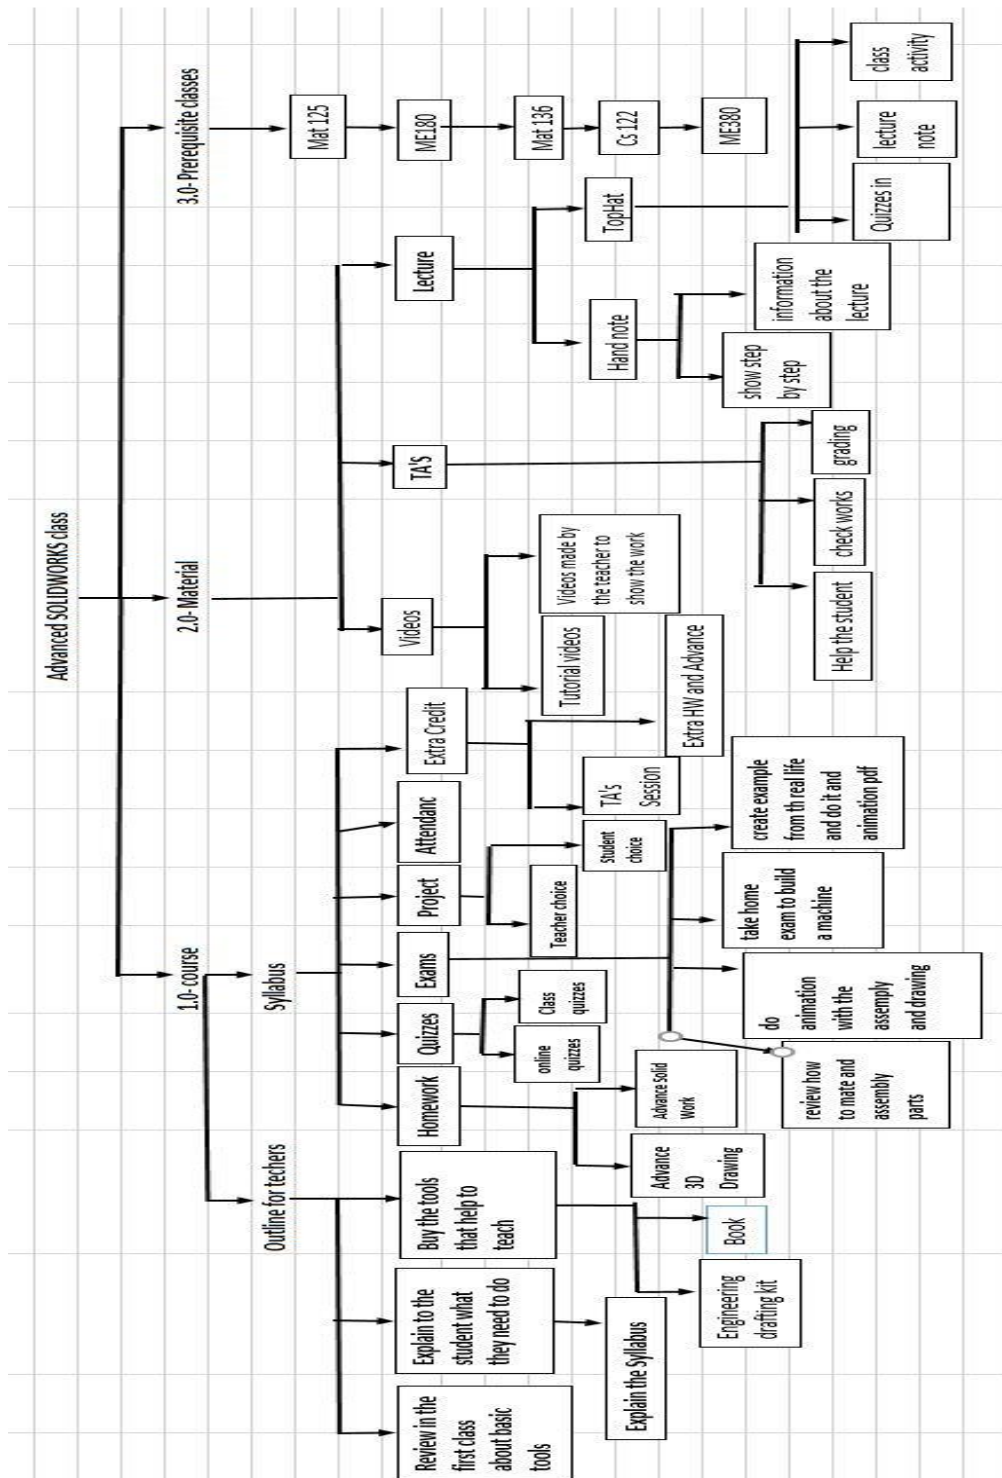 Advanced SOLIDWORKS class
1.0- course
2.0- Material
3.0- Prerequisite classes
Outline for techers
Syllabus
Review in the
first class
about basic
tools
Explain to the
student what
they need to do
Explain the Syllabus
Buy the tools
that help to
teach
Engineering
drafting kit
Book
Homework
Advance
3D
Drawing
Advance Solid
Work
Quizzes
online
quizzes
Class
quizzes
Exams
review how
to mate and
assembly
parts
do
animation
with the
assemply
and drawing
take home
exam to build
a machine
create example
from th real life
and do it and
animation pdf
Project
Teacher choice
Student
choice
Attendanc
Extra Credit
TA's
Session
Extra HW and Advance
Videos
Tutorial videos
Videos made by
the teacher to
show the work
TA'S
Help the student
check works
grading
Lecture
Hand note
show step
by step
information
about the
lecture
TopHat
Quizzes in
lecture
note
class
activity
Mat 125
ME180
Mat 136
Cs 122
ME380